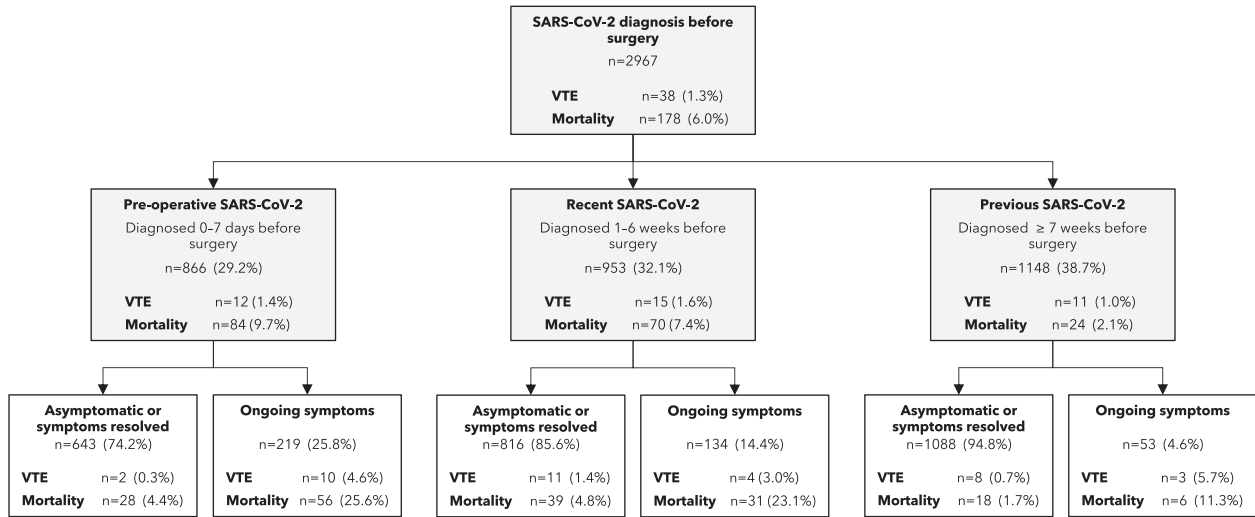 SARS-CoV-2 diagnosis before
surgery
n=2967
VTE n=38 (1.3%)
Mortality n=178 (6.0%)
Pre-operative SARS-CoV-2
Diagnosed 0–7 days before
surgery
n=866 (29.2%)
VTE n=12 (1.4%)
Mortality n=84 (9.7%)
Recent SARS-CoV-2
Diagnosed 1–6 weeks before
surgery
n=953 (32.1%)
VTE n=15 (1.6%)
Mortality n=70 (7.4%)
Previous SARS-CoV-2
Diagnosed ≥ 7 weeks before
surgery
n=1148 (38.7%)
VTE n=11 (1.0%)
Mortality n=24 (2.1%)
Asymptomatic or
symptoms resolved
n=643 (74.2%)
VTE n=2 (0.3%)
Mortality n=28 (4.4%)
Ongoing symptoms
n=219 (25.8%)
VTE n=10 (4.6%)
Mortality n=56 (25.6%)
Asymptomatic or
symptoms resolved
n=816 (85.6%)
VTE n=11 (1.4%)
Mortality n=39 (4.8%)
Ongoing symptoms
n=134 (14.4%)
VTE n=4 (3.0%)
Mortality n=31 (23.1%)
Asymptomatic or
symptoms resolved
n=1088 (94.8%)
VTE n=8 (0.7%)
Mortality n=18 (1.7%)
Ongoing symptoms
n=53 (4.6%)
VTE n=3 (5.7%)
Mortality n=6 (11.3%)